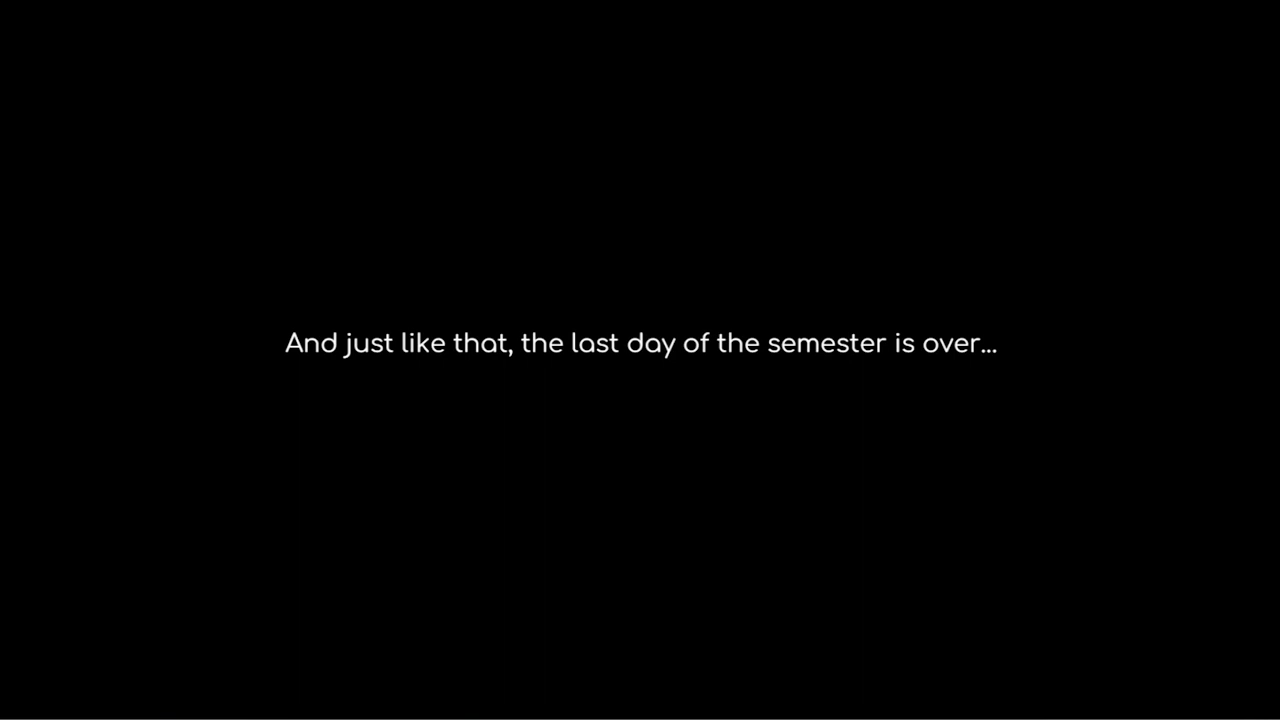 And just like that, the last day of the semester is over...